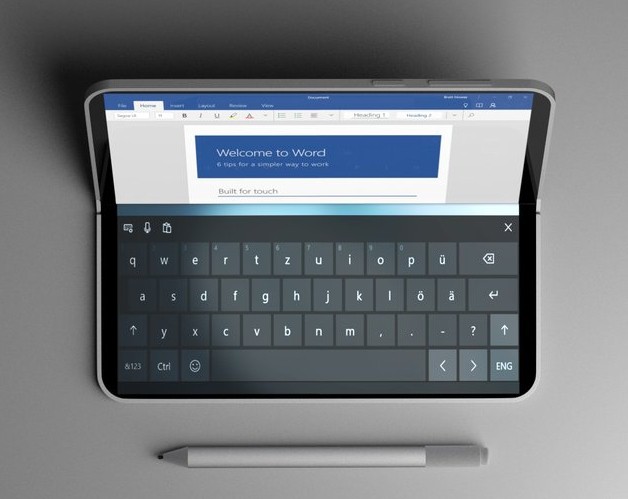 Document
File Home Insert Layout Review View
B I U A Heading 1 Heading 2
Welcome to Word
6 tips for a simpler way to work
Built for touch
q w e r t z u i o p ü
a s d f g h j k l ö ä
y x c v b n m , . - ?
&123 Ctrl ENG